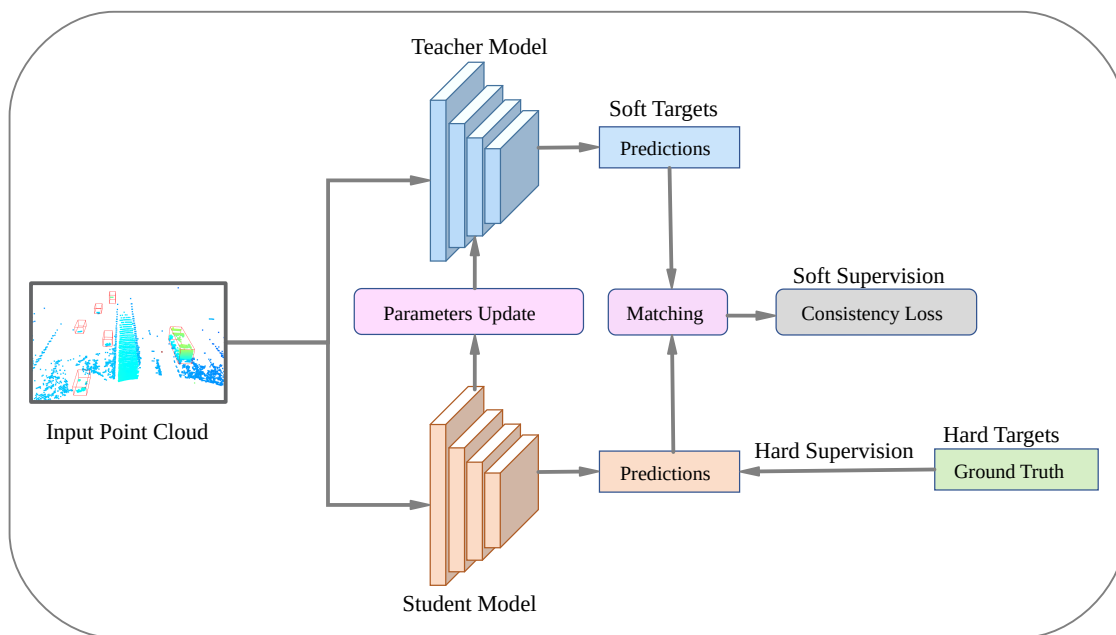 Teacher Model
Soft Targets
Predictions
Soft Supervision
Parameters Update
Matching
Consistency Loss
Input Point Cloud
Hard Supervision
Hard Targets
Predictions
Ground Truth
Student Model